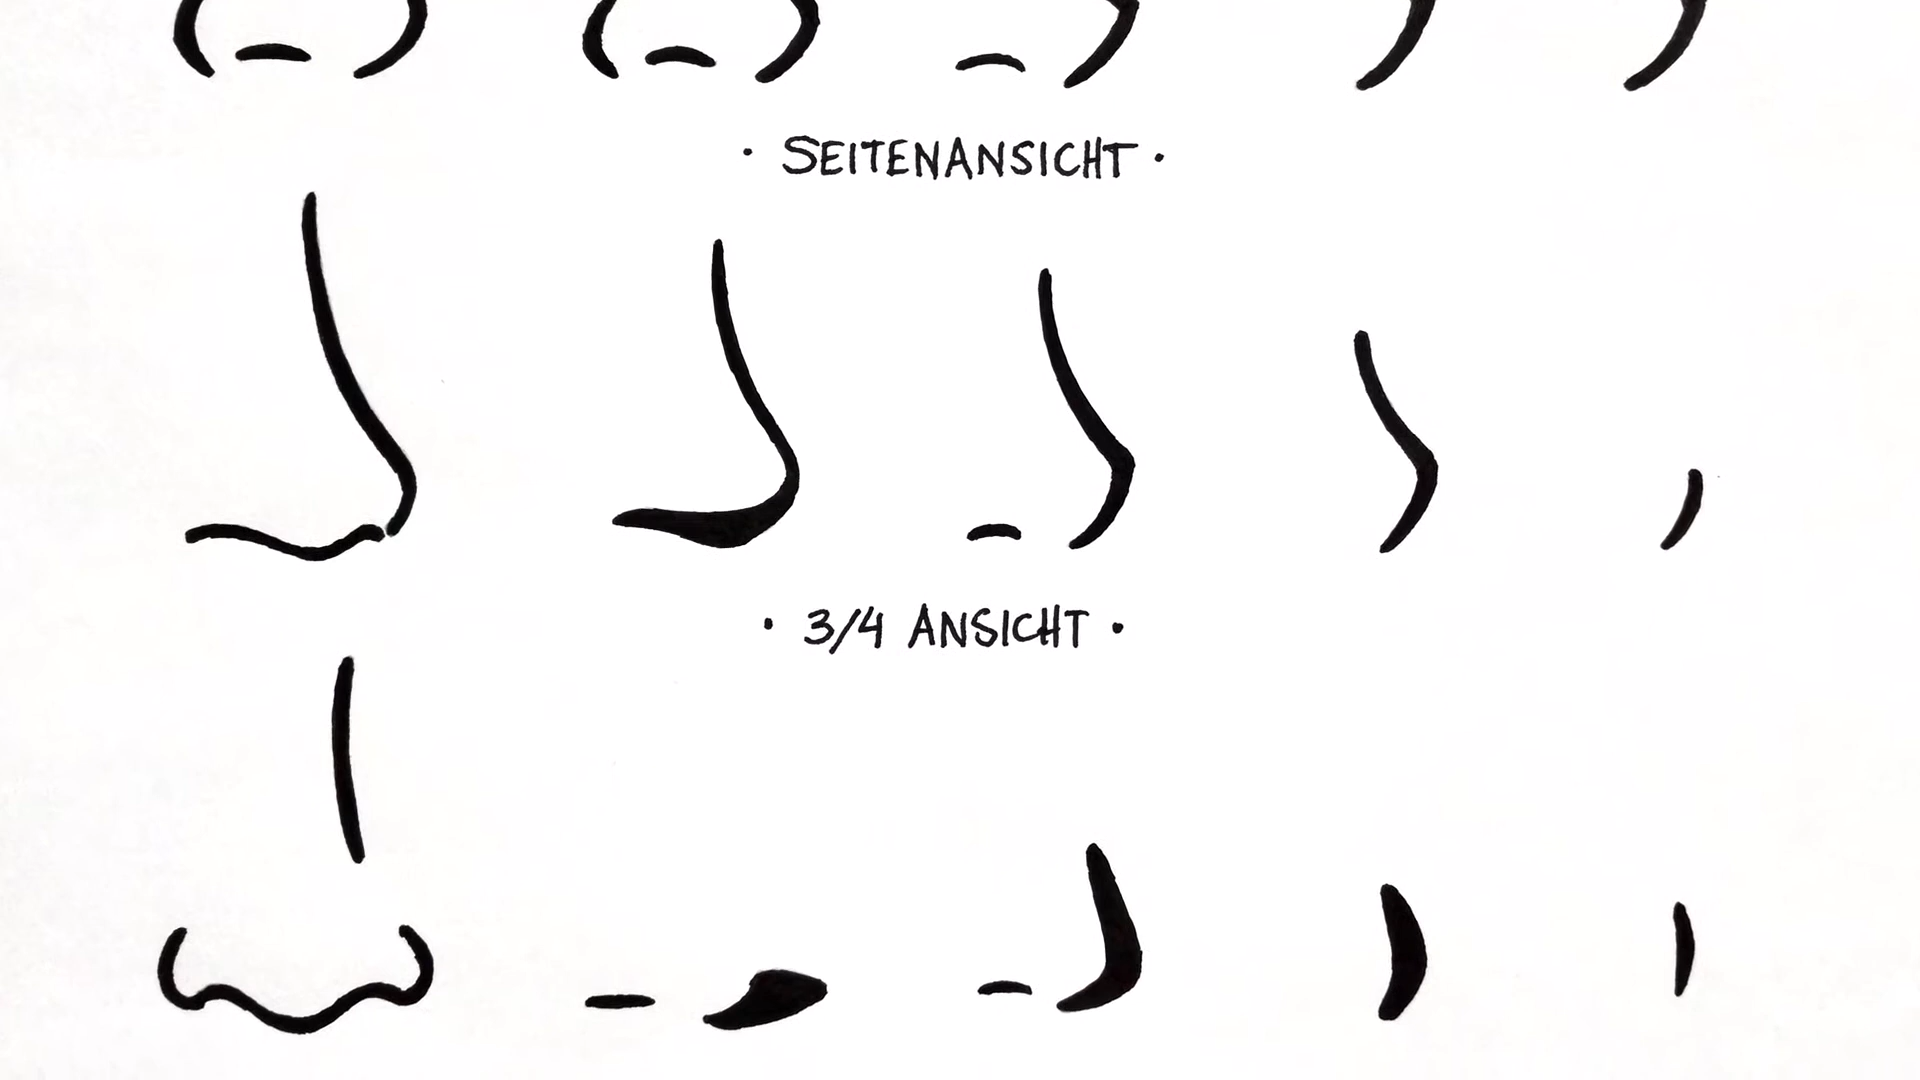 · SEITENANSICHT ·
· 3/4 ANSICHT ·